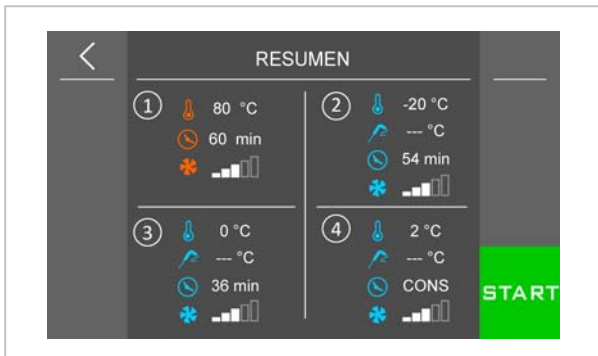 RESUMEN
1
80 °C
60 min
2
-20 °C
--- °C
54 min
3
0 °C
--- °C
36 min
4
2 °C
--- °C
CONS
START